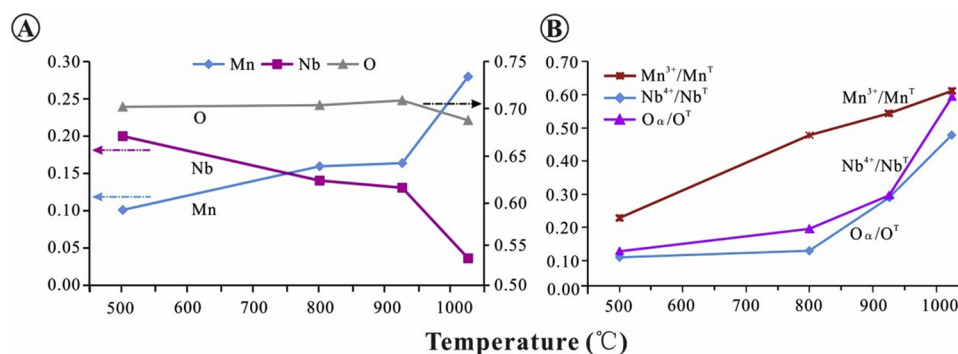 A
B
Mn Nb O
0.30
0.25
0.20
0.15
0.10
0.05
0.00
0.75
0.70
0.65
0.60
0.55
0.50
O
Nb
Mn
500 600 700 800 900 1000
0.70
0.60
0.50
0.40
0.30
0.20
0.10
0.00
Mn³⁺/Mnᵀ
Nb⁴⁺/Nbᵀ
Oα/Oᵀ
Mn³⁺/Mnᵀ
Nb⁴⁺/Nbᵀ
Oα/Oᵀ
500 600 700 800 900 1000
Temperature (℃)